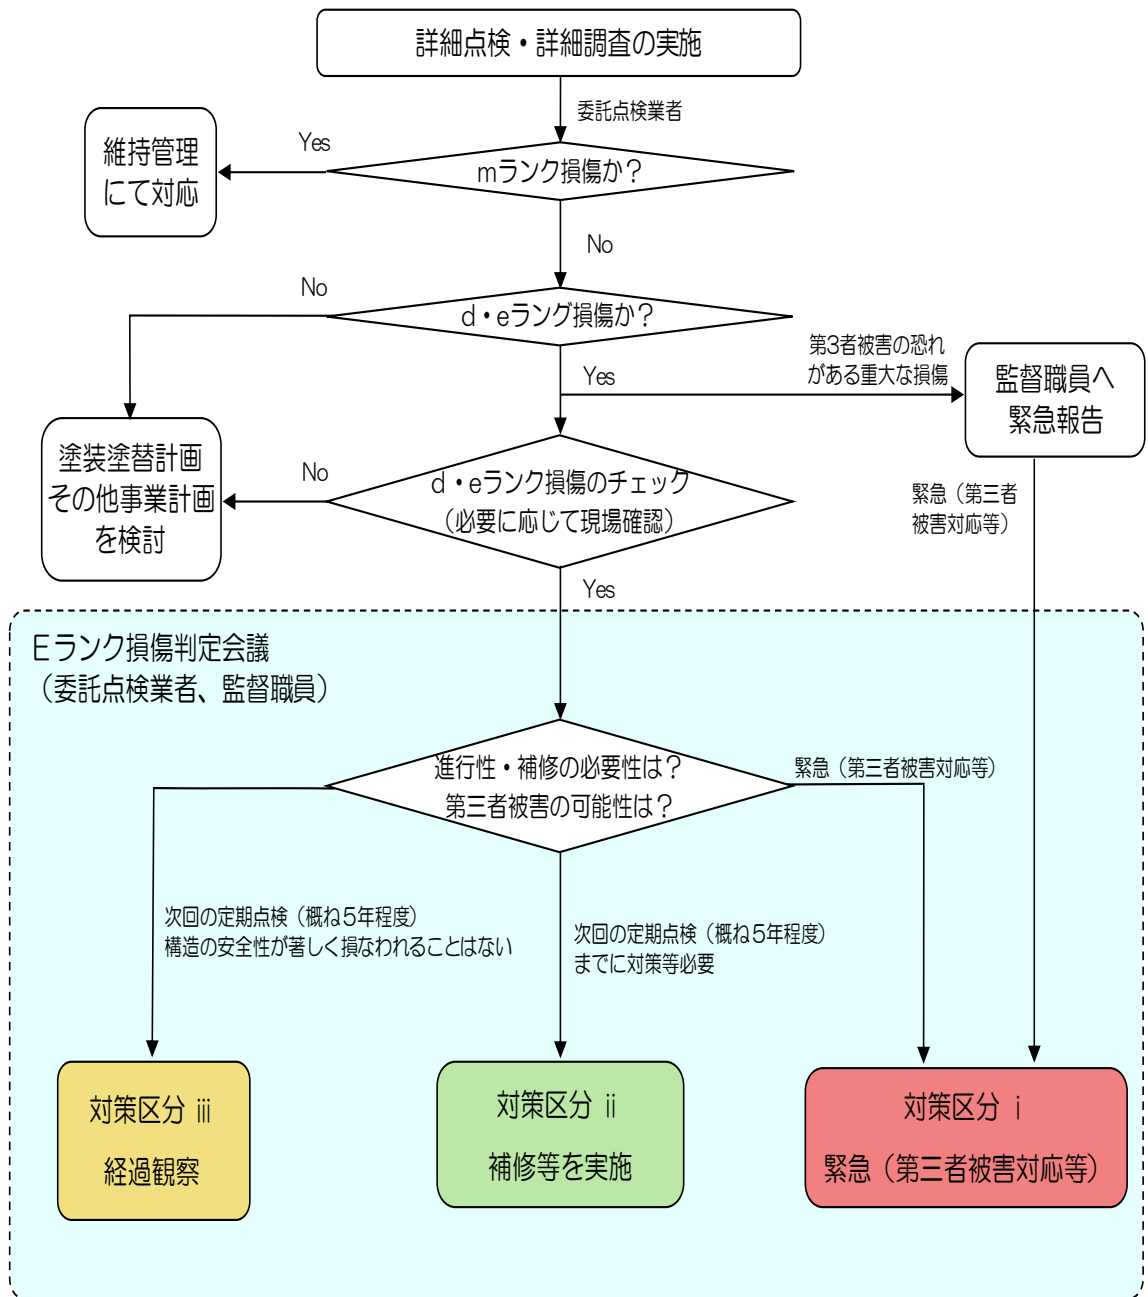 詳細点検・詳細調査の実施
委託点検業者
維持管理
にて対応
Yes
mランク損傷か？
No
No
d・eラング損傷か？
Yes
第3者被害の恐れ
がある重大な損傷
監督職員へ
緊急報告
塗装塗替計画
その他事業計画
を検討
No
d・eランク損傷のチェック
（必要に応じて現場確認）
緊急（第三者
被害対応等）
Yes
Eランク損傷判定会議
（委託点検業者、監督職員）
進行性・補修の必要性は？
第三者被害の可能性は？
緊急（第三者被害対応等）
次回の定期点検（概ね５年程度）
構造の安全性が著しく損なわれることはない
次回の定期点検（概ね５年程度）
までに対策等必要
対策区分 ⅲ
経過観察
対策区分 ⅱ
補修等を実施
対策区分 ⅰ
緊急（第三者被害対応等）